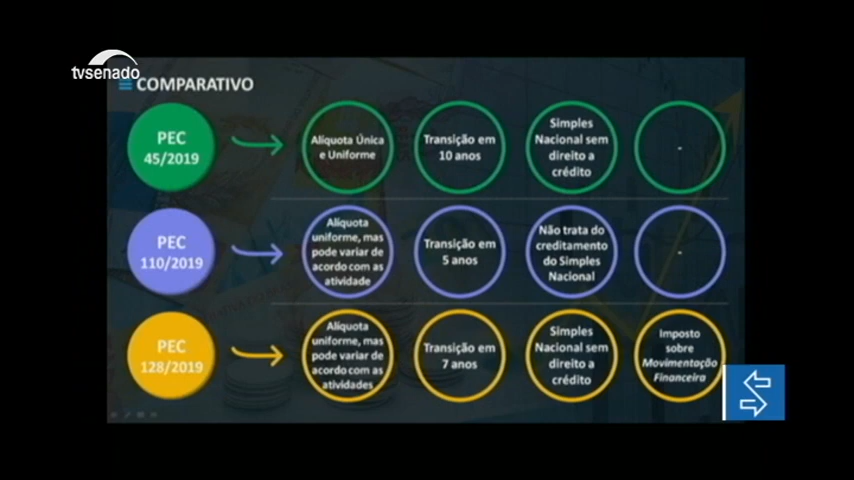 tvsenado
COMPARATIVO
PEC
45/2019
Alíquota Única
e Uniforme
Transição em
10 anos
Simples
Nacional sem
direito a
crédito
-
PEC
110/2019
Alíquota
uniforme, mas
pode variar de
acordo com as
atividade
Transição em
5 anos
Não trata do
creditamento
do Simples
Nacional
-
PEC
128/2019
Alíquota
uniforme, mas
pode variar de
acordo com as
atividades
Transição em
7 anos
Simples
Nacional sem
direito a
crédito
Imposto
sobre
Movimentação
Financeira